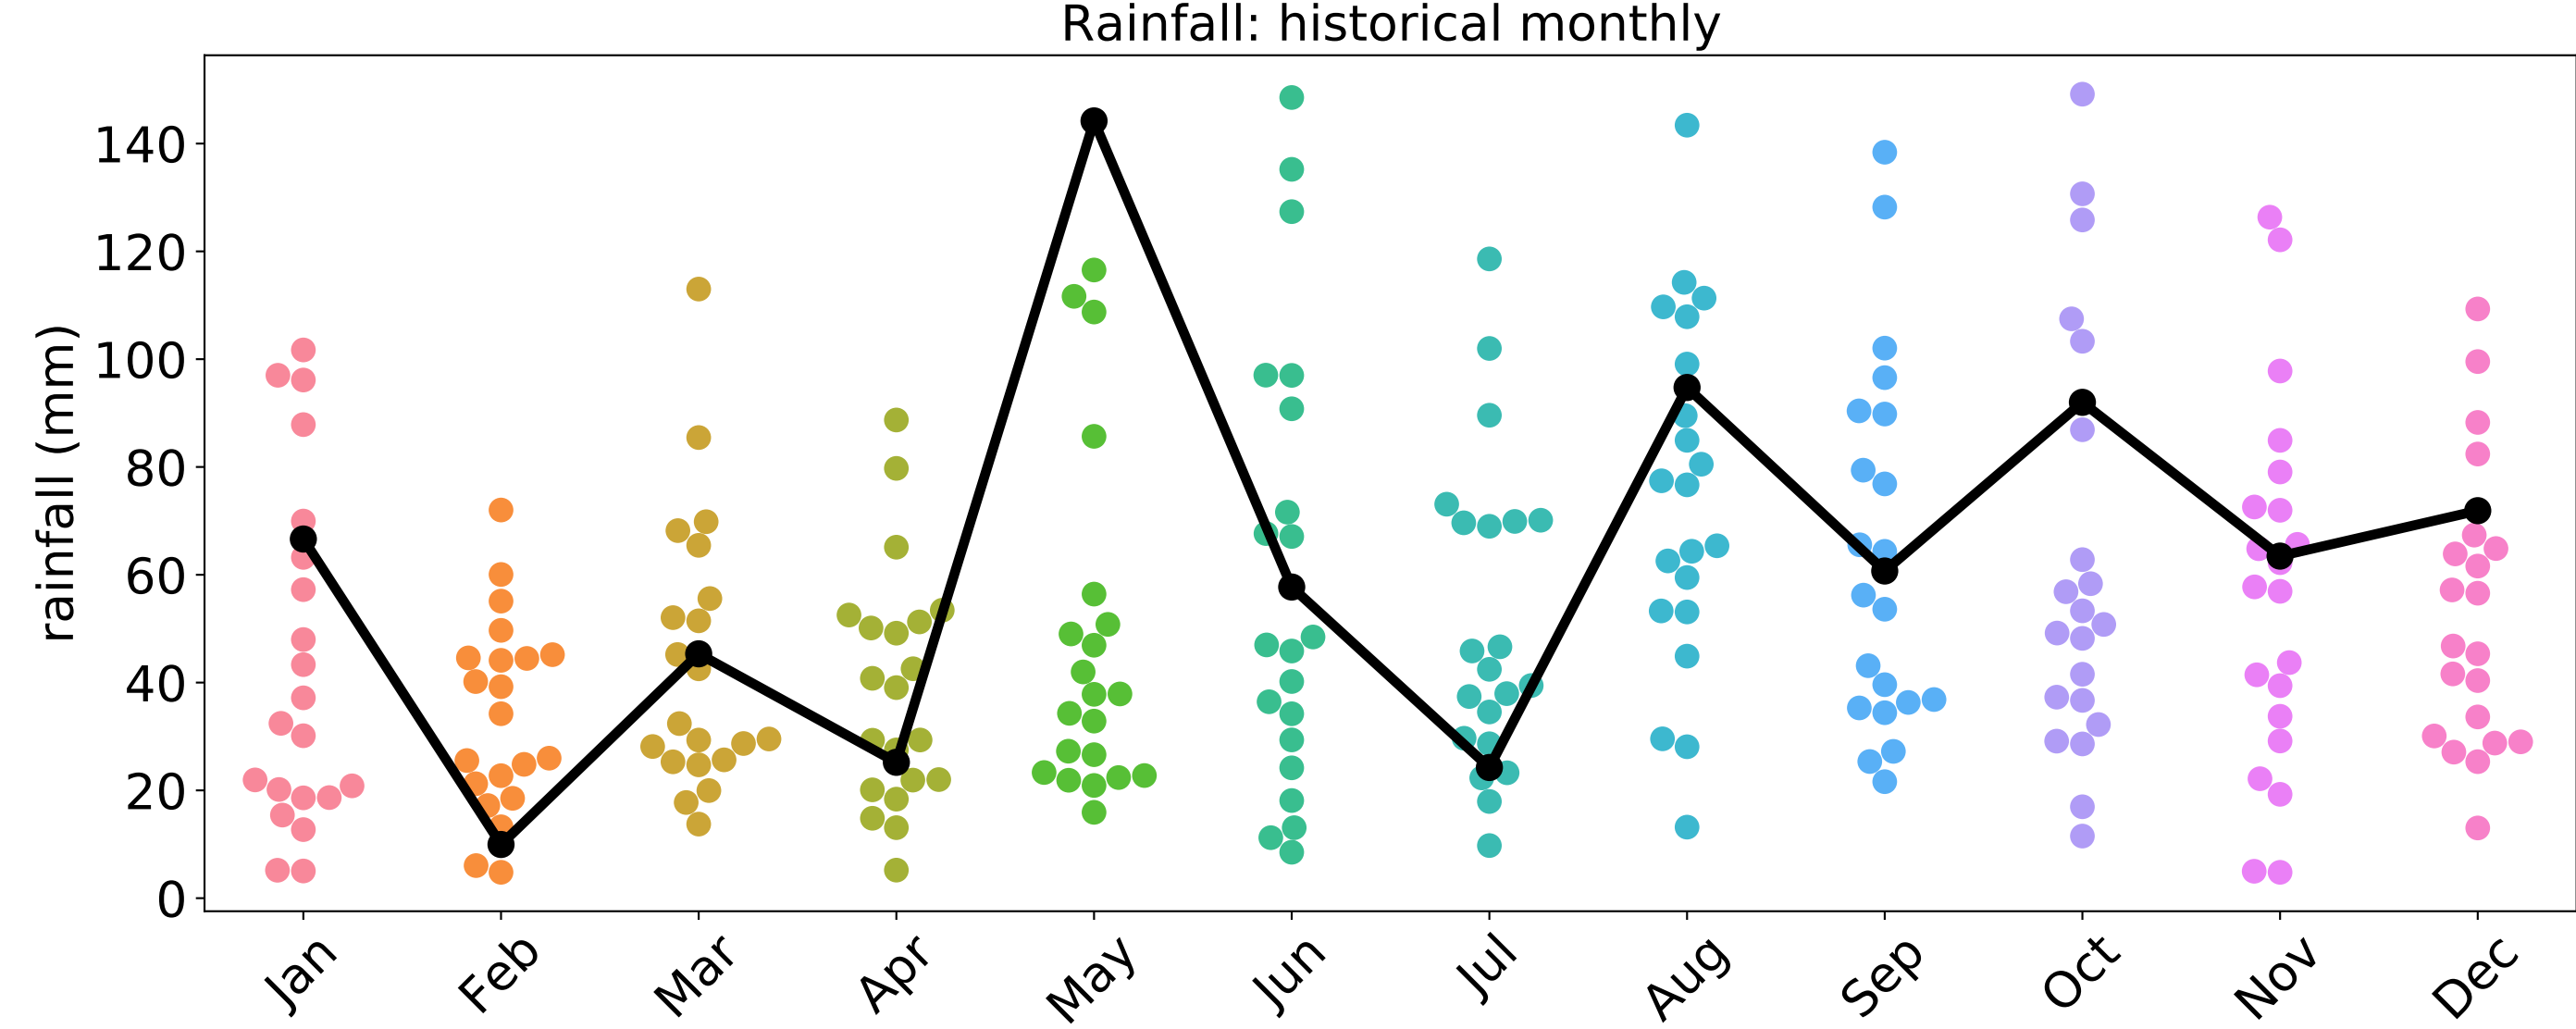 Rainfall: historical monthly
rainfall (mm)
140
120
100
80
60
40
20
0
Jan Feb Mar Apr May Jun Jul Aug Sep Oct Nov Dec